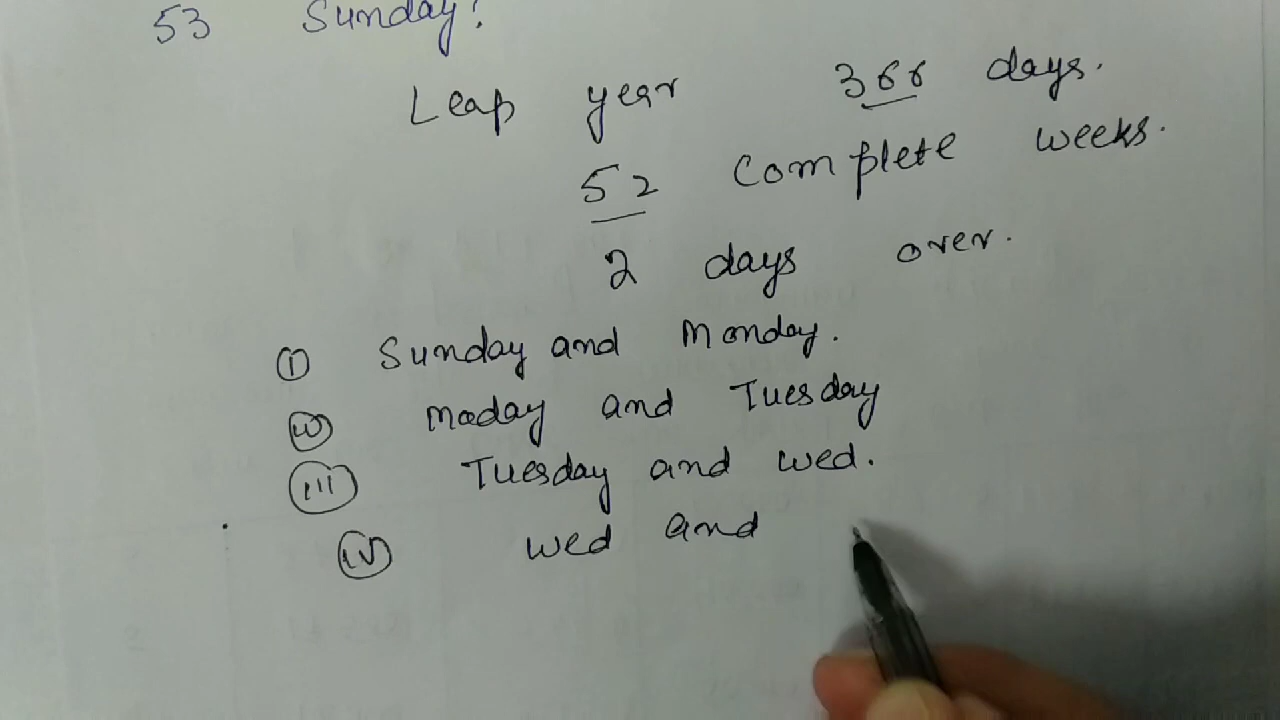 53 Sunday?
Leap year 366 days.
52 Complete weeks.
2 days over.
(i) Sunday and Monday.
(ii) Moday and Tuesday
(iii) Tuesday and wed.
(iv) wed and